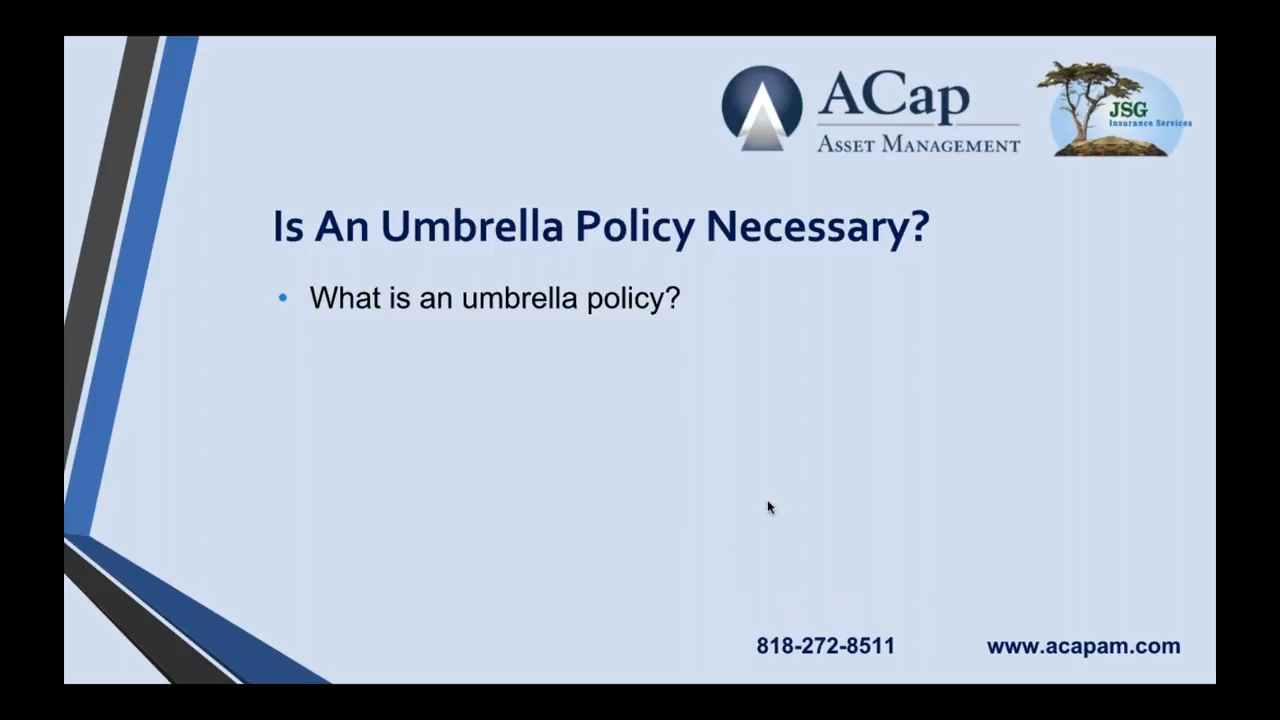 ACap
ASSET MANAGEMENT
JSG
Insurance Services
Is An Umbrella Policy Necessary?
• What is an umbrella policy?
818-272-8511
www.acapam.com